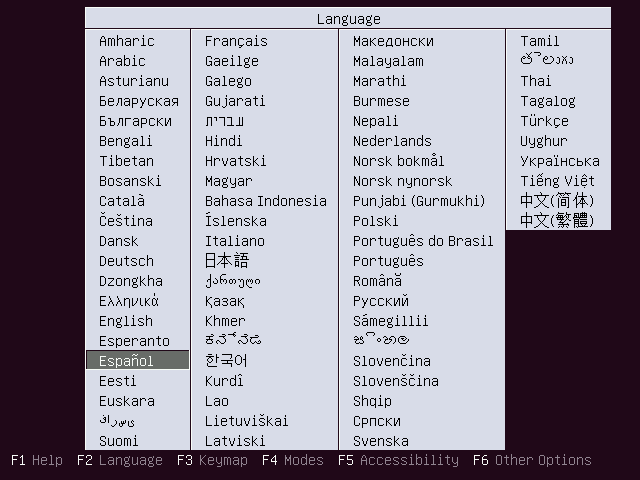 Language
Amharic
Arabic
Asturianu
Беларуская
Български
Bengali
Tibetan
Bosanski
Català
Čeština
Dansk
Deutsch
Dzongkha
Ελληνικά
English
Esperanto
Español
Eesti
Euskara
فارسی
Suomi
Français
Gaeilge
Galego
Gujarati
עברית
Hindi
Hrvatski
Magyar
Bahasa Indonesia
Íslenska
Italiano
日本語
ქართული
Қазақ
Khmer
ಕನ್ನಡ
한국어
Kurdî
Lao
Lietuviškai
Latviski
Македонски
Malayalam
Marathi
Burmese
Nepali
Nederlands
Norsk bokmål
Norsk nynorsk
Punjabi (Gurmukhi)
Polski
Português do Brasil
Português
Română
Русский
Sámegillii
සිංහල
Slovenčina
Slovenščina
Shqip
Српски
Svenska
Tamil
తెలుగు
Thai
Tagalog
Türkçe
Uyghur
Українська
Tiếng Việt
中文(简体)
中文(繁體)
F1 Help F2 Language F3 Keymap F4 Modes F5 Accessibility F6 Other Options